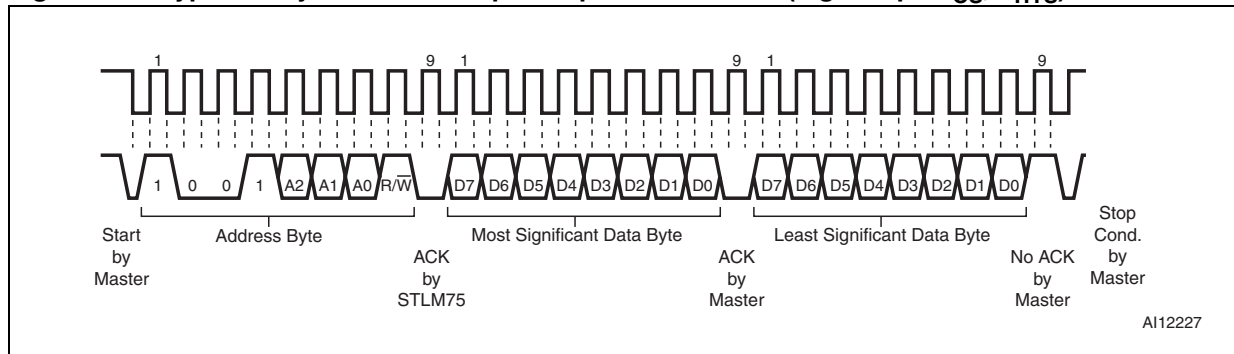 1 9 1 9 1 9
1 0 0 1 A2 A1 A0 R/W̅ D7 D6 D5 D4 D3 D2 D1 D0 D7 D6 D5 D4 D3 D2 D1 D0
Start
by
Master
Address Byte
ACK
by
STLM75
Most Significant Data Byte
ACK
by
Master
Least Significant Data Byte
No ACK
by
Master
Stop
Cond.
by
Master
AI12227